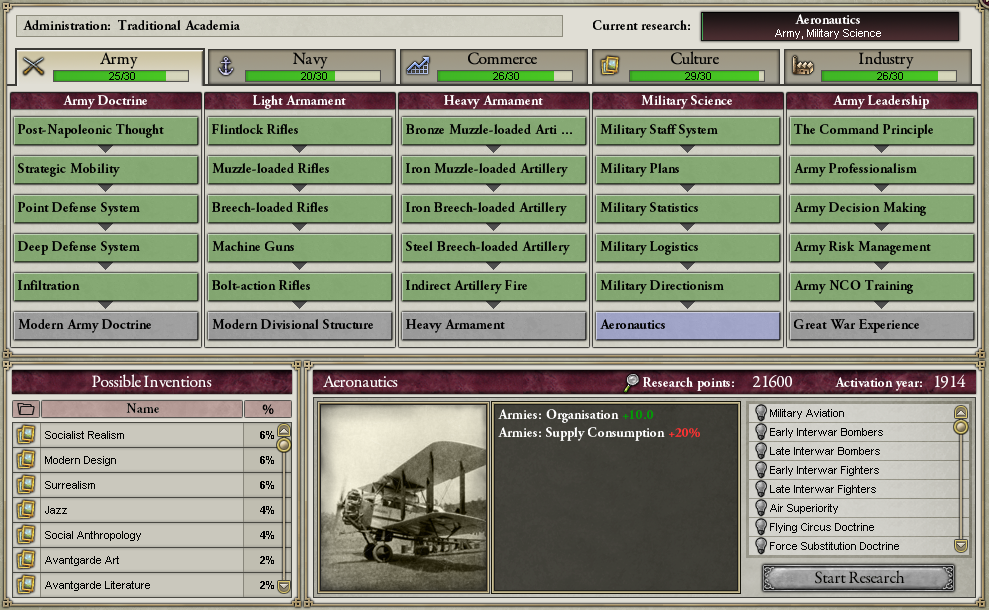 Administration: Traditional Academia
Current research:
Aeronautics
Army, Military Science
Army
25/30
Navy
20/30
Commerce
26/30
Culture
29/30
Industry
26/30
Army Doctrine
Light Armament
Heavy Armament
Military Science
Army Leadership
Post-Napoleonic Thought
Flintlock Rifles
Bronze Muzzle-loaded Arti ...
Military Staff System
The Command Principle
Strategic Mobility
Muzzle-loaded Rifles
Iron Muzzle-loaded Artillery
Military Plans
Army Professionalism
Point Defense System
Breech-loaded Rifles
Iron Breech-loaded Artillery
Military Statistics
Army Decision Making
Deep Defense System
Machine Guns
Steel Breech-loaded Artillery
Military Logistics
Army Risk Management
Infiltration
Bolt-action Rifles
Indirect Artillery Fire
Military Directionism
Army NCO Training
Modern Army Doctrine
Modern Divisional Structure
Heavy Armament
Aeronautics
Great War Experience
Possible Inventions
Name
%
Socialist Realism 6%
Modern Design 6%
Surrealism 6%
Jazz 4%
Social Anthropology 4%
Avantgarde Art 2%
Avantgarde Literature 2%
Aeronautics
Research points: 21600
Activation year: 1914
Armies: Organisation +10.0
Armies: Supply Consumption +20%
Military Aviation
Early Interwar Bombers
Late Interwar Bombers
Early Interwar Fighters
Late Interwar Fighters
Air Superiority
Flying Circus Doctrine
Force Substitution Doctrine
Start Research